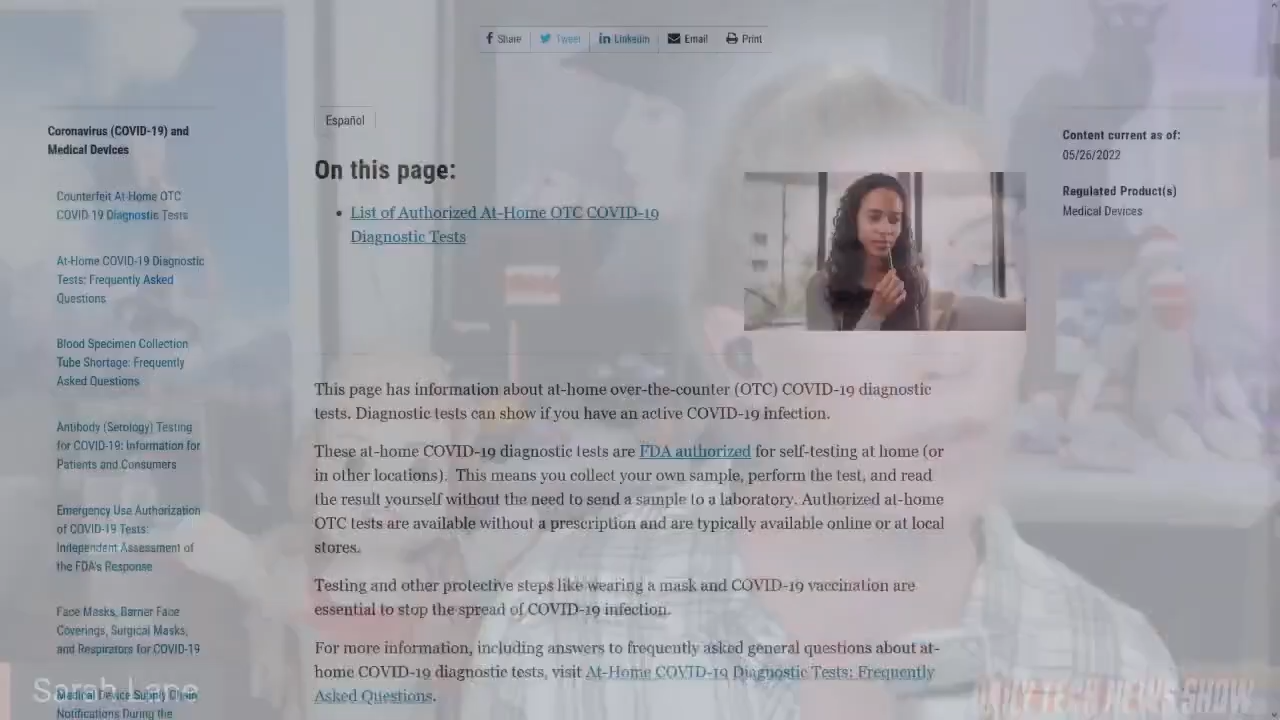 Share
Tweet
Linkedin
Email
Print
Coronavirus (COVID-19) and
Medical Devices
Counterfeit At-Home OTC
COVID-19 Diagnostic Tests
At-Home COVID-19 Diagnostic
Tests: Frequently Asked
Questions
Blood Specimen Collection
Tube Shortage: Frequently
Asked Questions
Antibody (Serology) Testing
for COVID-19: Information for
Patients and Consumers
Emergency Use Authorization
of COVID-19 Tests:
Independent Assessment of
the FDA's Response
Face Masks, Barrier Face
Coverings, Surgical Masks,
and Respirators for COVID-19
Medical Device Supply Chain
Notifications During the
Español
On this page:
• List of Authorized At-Home OTC COVID-19
Diagnostic Tests
This page has information about at-home over-the-counter (OTC) COVID-19 diagnostic
tests. Diagnostic tests can show if you have an active COVID-19 infection.
These at-home COVID-19 diagnostic tests are FDA authorized for self-testing at home (or
in other locations). This means you collect your own sample, perform the test, and read
the result yourself without the need to send a sample to a laboratory. Authorized at-home
OTC tests are available without a prescription and are typically available online or at local
stores.
Testing and other protective steps like wearing a mask and COVID-19 vaccination are
essential to stop the spread of COVID-19 infection.
For more information, including answers to frequently asked general questions about at-
home COVID-19 diagnostic tests, visit At-Home COVID-19 Diagnostic Tests: Frequently
Asked Questions.
Content current as of:
05/26/2022
Regulated Product(s)
Medical Devices
Sarah Lane
DAILY TECH NEWS SHOW